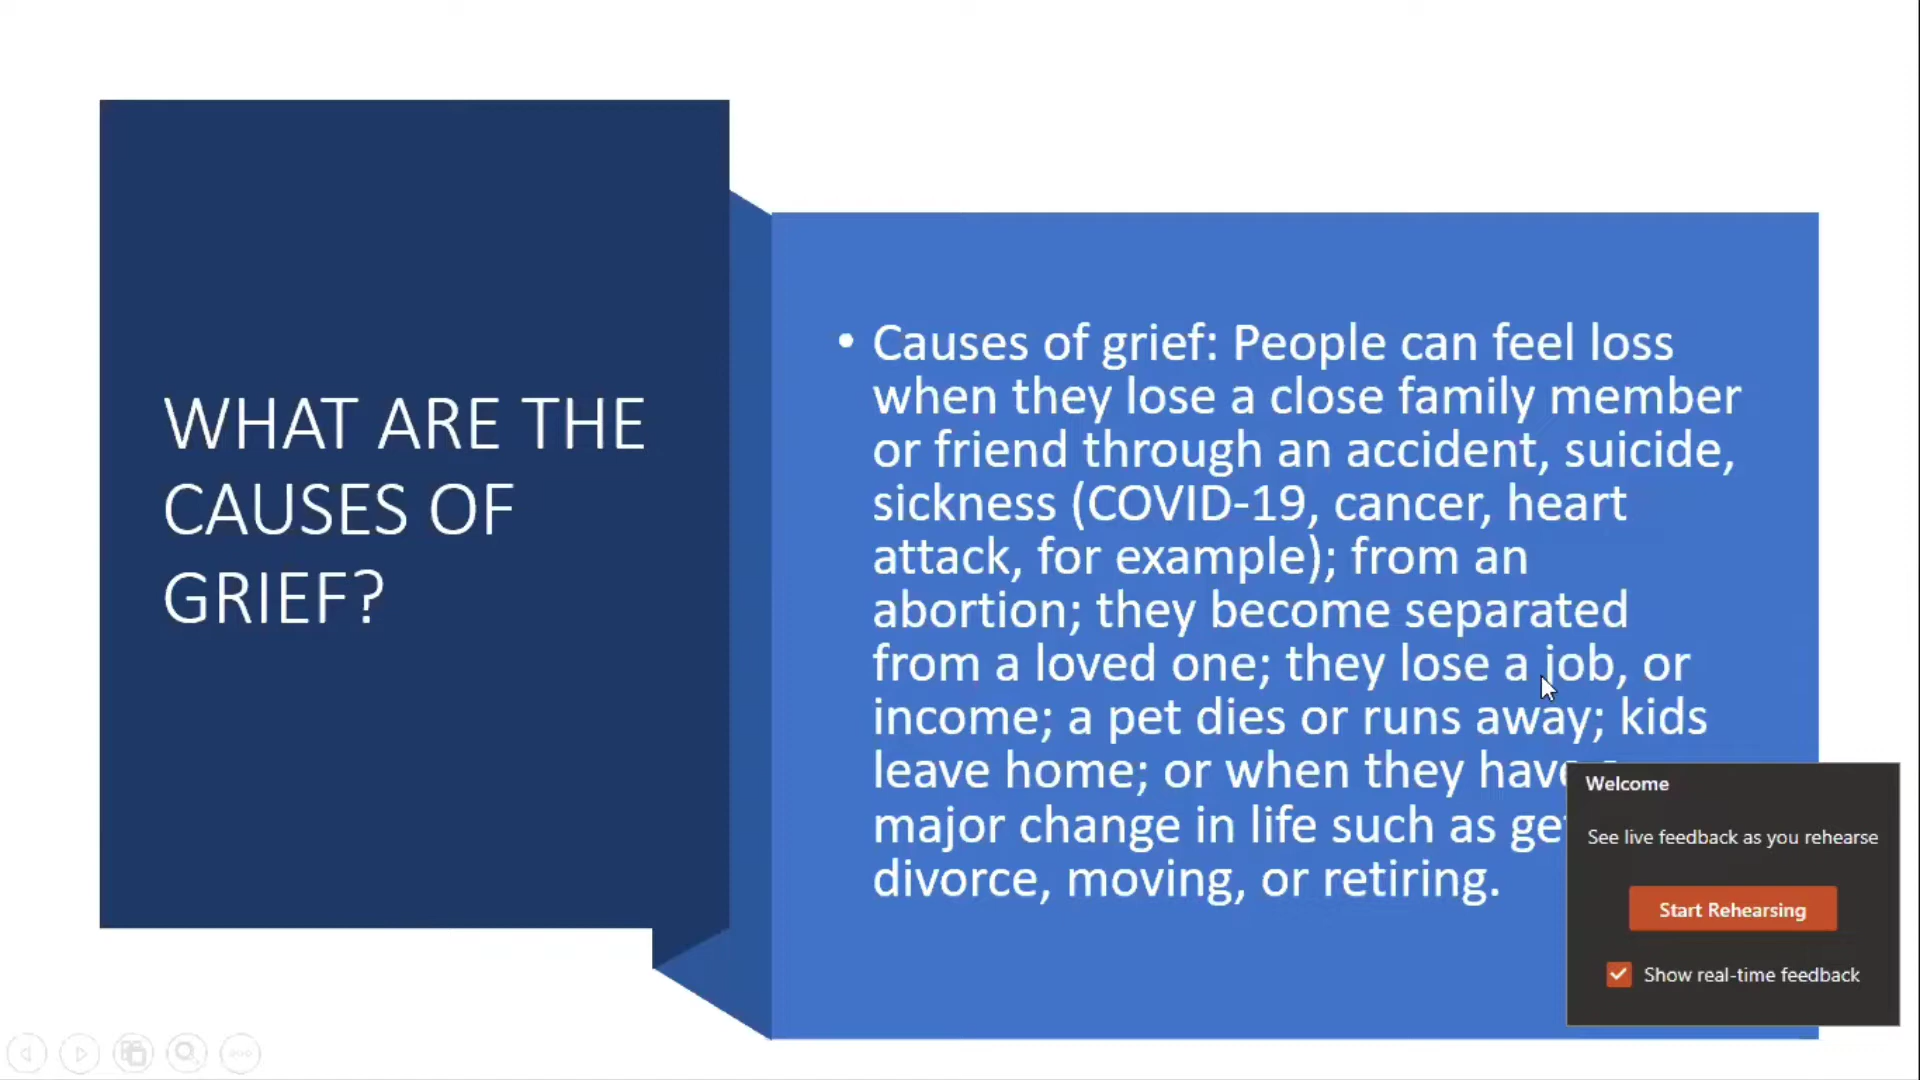 WHAT ARE THE
CAUSES OF
GRIEF?
• Causes of grief: People can feel loss
when they lose a close family member
or friend through an accident, suicide,
sickness (COVID-19, cancer, heart
attack, for example); from an
abortion; they become separated
from a loved one; they lose a job, or
income; a pet dies or runs away; kids
leave home; or when they have
major change in life such as
divorce, moving, or retiring.
Welcome
See live feedback as you rehearse
Start Rehearsing
Show real-time feedback